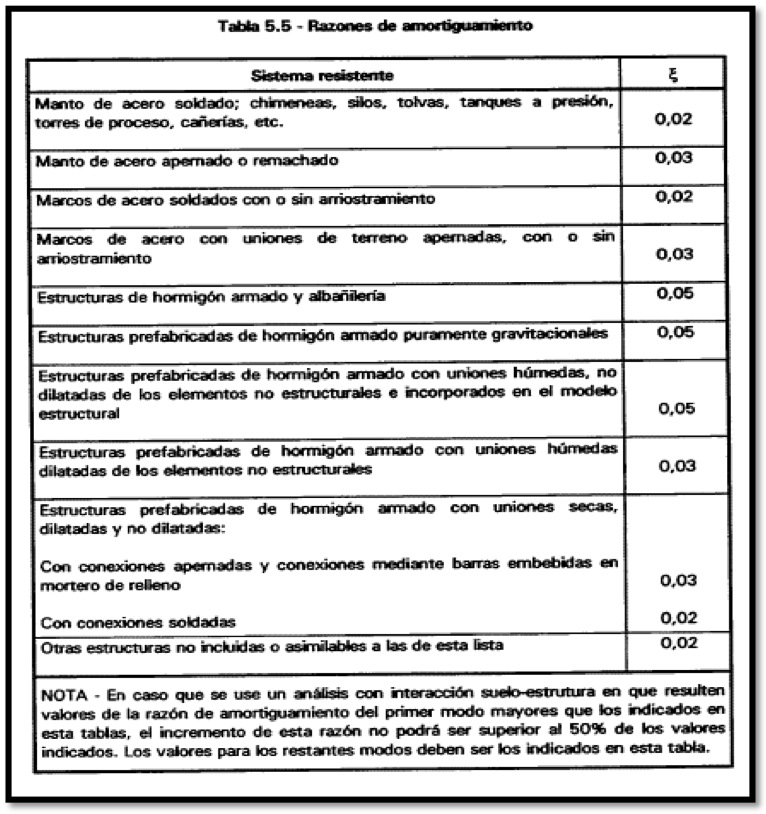 Tabla 5.5 - Razones de amortiguamiento
Sistema resistente ξ
Manto de acero soldado; chimeneas, silos, tolvas, tanques a presión,
torres de proceso, cañerías, etc. 0,02
Manto de acero apernado o remachado 0,03
Marcos de acero soldados con o sin arriostramiento 0,02
Marcos de acero con uniones de terreno apernadas, con o sin
arriostramiento 0,03
Estructuras de hormigón armado y albañilería 0,05
Estructuras prefabricadas de hormigón armado puramente gravitacionales 0,05
Estructuras prefabricadas de hormigón armado con uniones húmedas, no
dilatadas de los elementos no estructurales e incorporados en el modelo
estructural 0,05
Estructuras prefabricadas de hormigón armado con uniones húmedas
dilatadas de los elementos no estructurales 0,03
Estructuras prefabricadas de hormigón armado con uniones secas,
dilatadas y no dilatadas:
Con conexiones apernadas y conexiones mediante barras embebidas en
mortero de relleno 0,03
Con conexiones soldadas 0,02
Otras estructuras no incluidas o asimilables a las de esta lista 0,02
NOTA - En caso que se use un análisis con interacción suelo-estrutura en que resulten
valores de la razón de amortiguamiento del primer modo mayores que los indicados en
esta tablas, el incremento de esta razón no podrá ser superior al 50% de los valores
indicados. Los valores para los restantes modos deben ser los indicados en esta tabla.